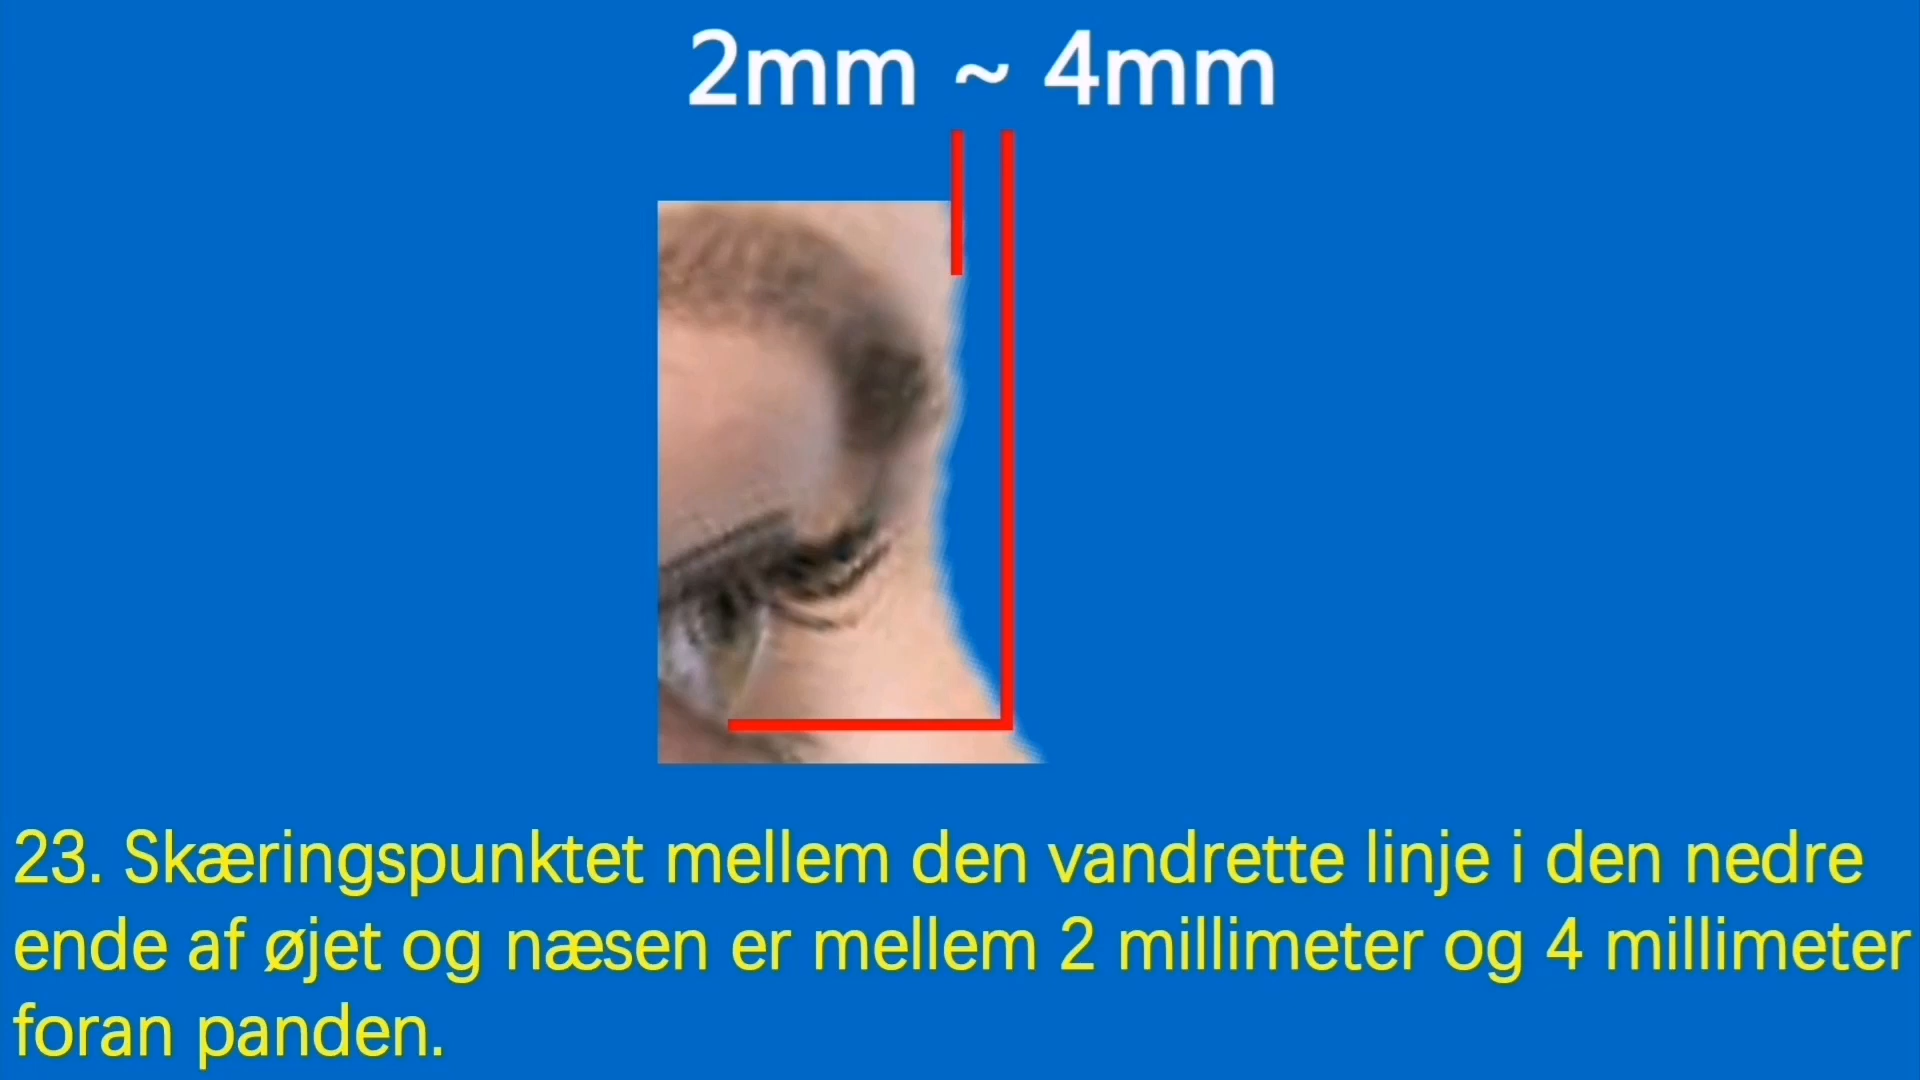 2mm ~ 4mm
23. Skæringspunktet mellem den vandrette linje i den nedre
ende af øjet og næsen er mellem 2 millimeter og 4 millimeter
foran panden.